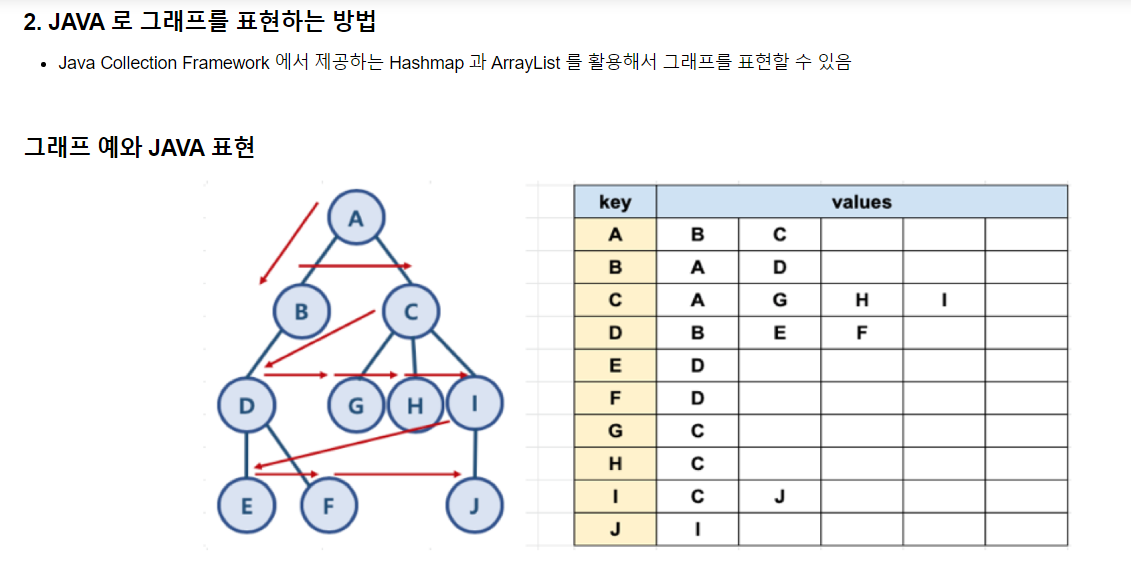 2. JAVA 로 그래프를 표현하는 방법
• Java Collection Framework 에서 제공하는 Hashmap 과 ArrayList 를 활용해서 그래프를 표현할 수 있음
그래프 예와 JAVA 표현
A
B C
D G H I
E F J
key values
A B C
B A D
C A G H I
D B E F
E D
F D
G C
H C
I C J
J I